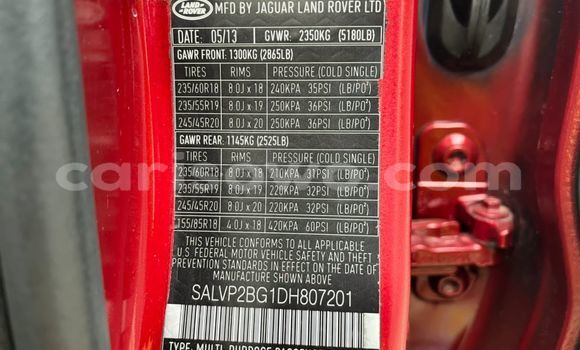 LAND ROVER MFD BY JAGUAR LAND ROVER LTD
DATE: 05/13 GVWR: 2350KG (5180LB)
GAWR FRONT: 1300KG (2865LB)
TIRES RIMS PRESSURE (COLD SINGLE)
235/60R18 8.0J x 18 240KPA 35PSI (LB/PO²)
235/55R19 8.0J x 19 250KPA 36PSI (LB/PO²)
245/45R20 8.0J x 20 250KPA 36PSI (LB/PO²)
GAWR REAR: 1145KG (2525LB)
TIRES RIMS PRESSURE (COLD SINGLE)
235/60R18 8.0J x 18 210KPA 31PSI (LB/PO²)
235/55R19 8.0J x 19 220KPA 32PSI (LB/PO²)
245/45R20 8.0J x 20 220KPA 32PSI (LB/PO²)
155/85R18 4.0J x 18 420KPA 60PSI (LB/PO²)
THIS VEHICLE CONFORMS TO ALL APPLICABLE
U.S. FEDERAL MOTOR VEHICLE SAFETY AND THEFT
PREVENTION STANDARDS IN EFFECT ON THE DATE
OF MANUFACTURE SHOWN ABOVE.
SALVP2BG1DH807201
TYPE: MULTI-PURPOSE